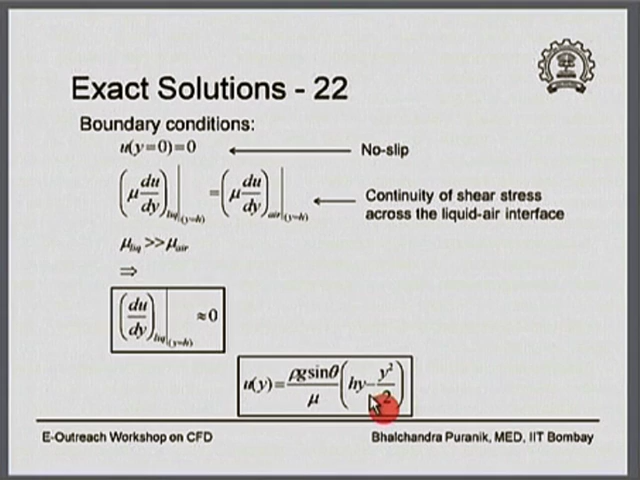 Exact Solutions - 22
Boundary conditions:
u(y=0)=0
No-slip
(μ du/dy)liq|(y=h) = (μ du/dy)air|(y=h)
Continuity of shear stress
across the liquid-air interface
μliq >> μair
⇒
(du/dy)liq|(y=h) ≈ 0
u(y) = ρg sinθ/μ (hy − y²/2)
E-Outreach Workshop on CFD
Bhalchandra Puranik, MED, IIT Bombay